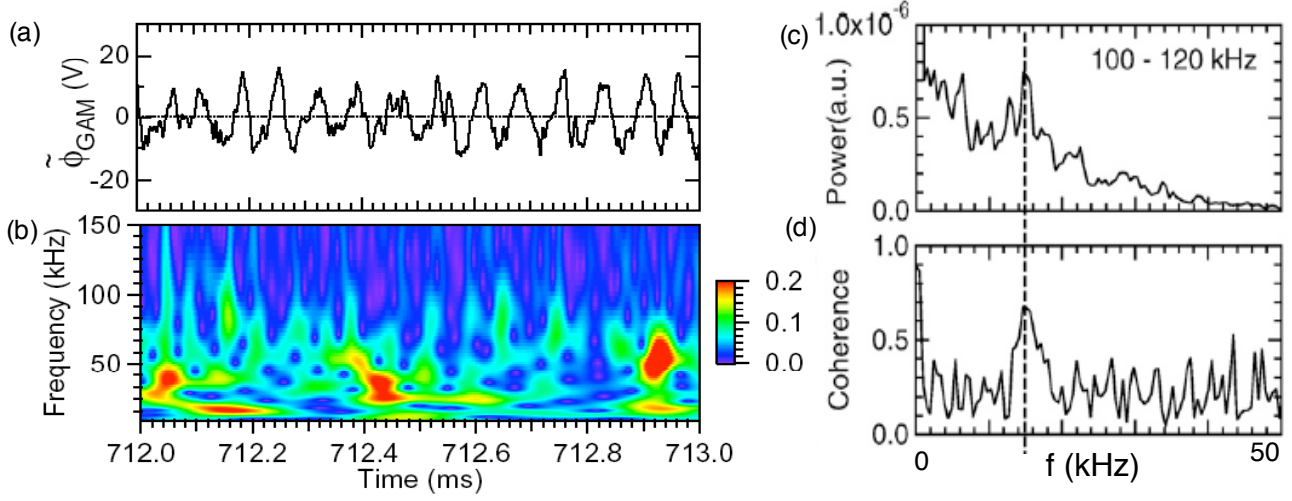 (a)
20
0
-20
ϕ̃GAM (V)
(b)
150
100
50
Frequency (kHz)
712.0 712.2 712.4 712.6 712.8 713.0
Time (ms)
0.2
0.1
0.0
(c)
1.0x10-6
0.5
0.0
Power(a.u.)
100 - 120 kHz
(d)
1.0
0.5
0.0
Coherence
0 50
f (kHz)